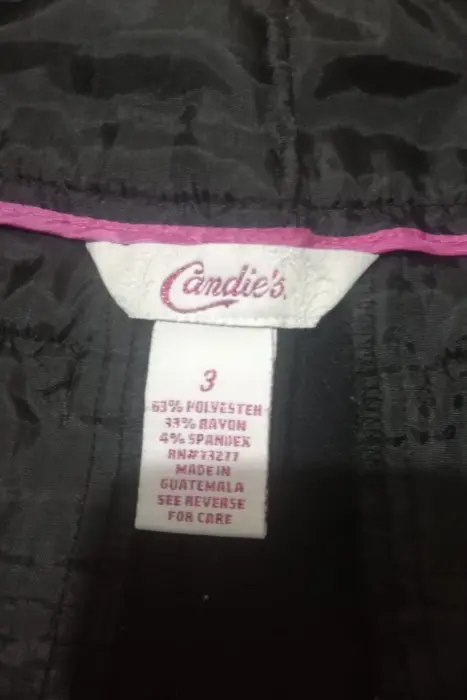 Candie's.
3
63% POLYESTER
33% RAYON
4% SPANDEX
RN#73277
MADE IN
GUATEMALA
SEE REVERSE
FOR CARE